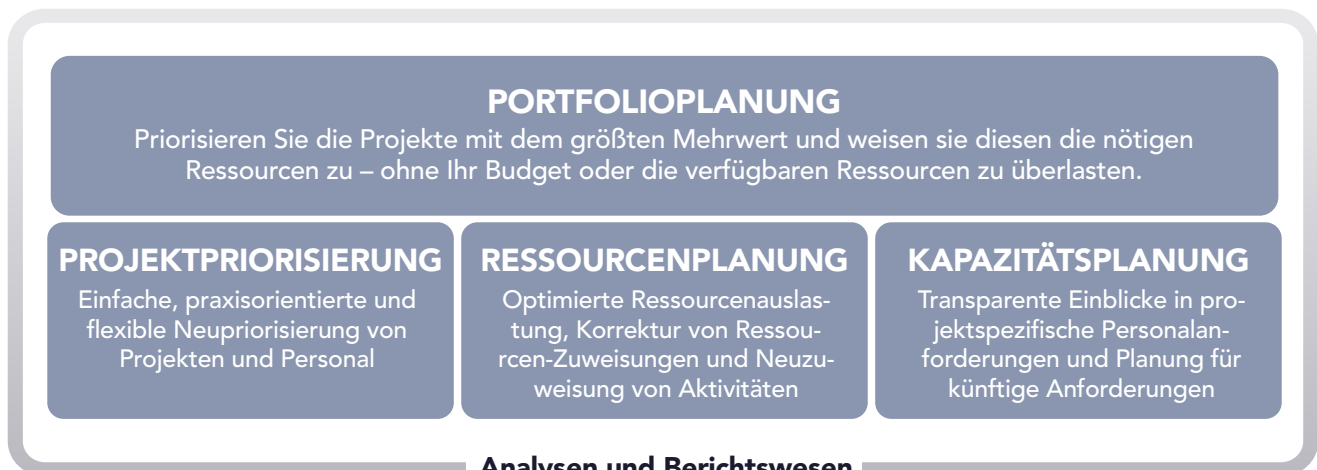 PORTFOLIOPLANUNG
Priorisieren Sie die Projekte mit dem größten Mehrwert und weisen sie diesen die nötigen
Ressourcen zu – ohne Ihr Budget oder die verfügbaren Ressourcen zu überlasten.
PROJEKTPRIORISIERUNG
Einfache, praxisorientierte und
flexible Neupriorisierung von
Projekten und Personal
RESSOURCENPLANUNG
Optimierte Ressourcenauslas-
tung, Korrektur von Ressou-
rcen-Zuweisungen und Neuzu-
weisung von Aktivitäten
KAPAZITÄTSPLANUNG
Transparente Einblicke in pro-
jektspezifische Personalan-
forderungen und Planung für
künftige Anforderungen
Analysen und Berichtswesen